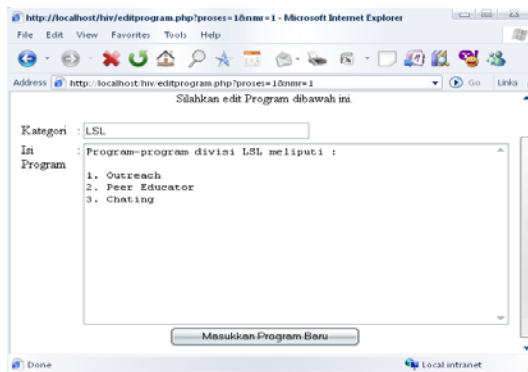 http://localhost/hiv/editprogram.php?proses=1&nmr=1 - Microsoft Internet Explorer
File Edit View Favorites Tools Help
Address http://localhost/hiv/editprogram.php?proses=1&nmr=1 Go Links
Silahkan edit Program dibawah ini.
Kategori : LSL
Isi Program : Program-program divisi LSL meliputi :
1. Outreach
2. Peer Educator
3. Chating
Masukkan Program Baru
Done Local intranet